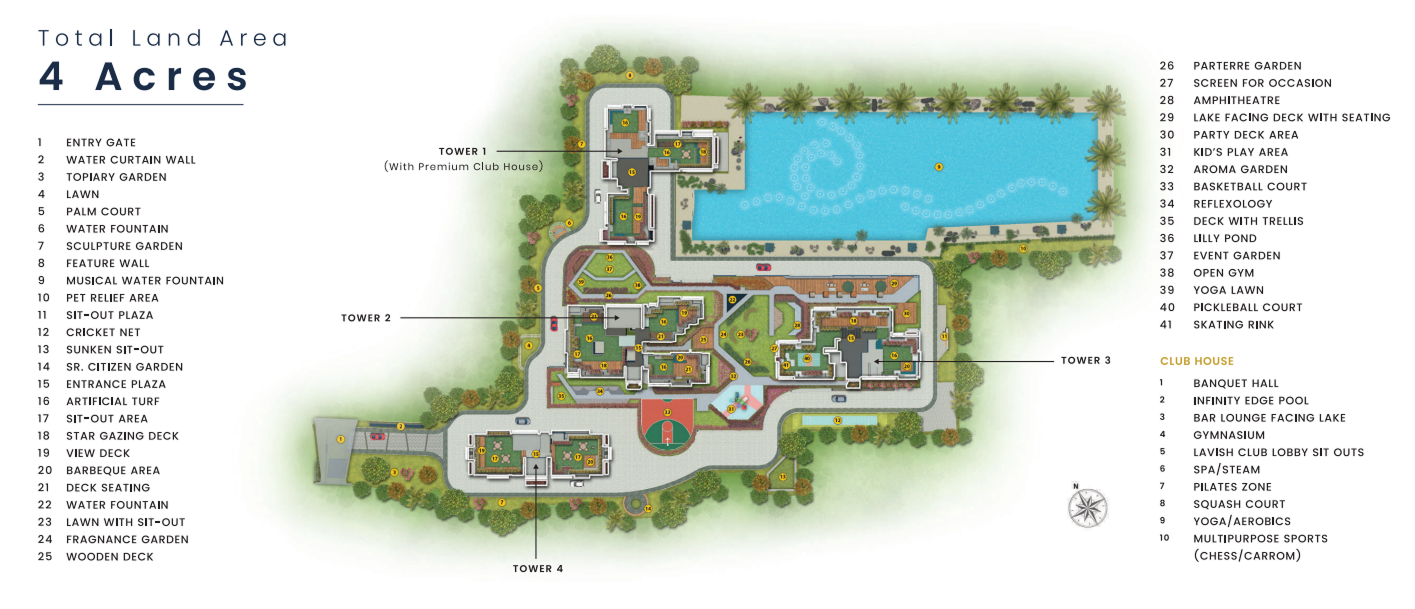 Total Land Area
4 Acres
1 ENTRY GATE
2 WATER CURTAIN WALL
3 TOPIARY GARDEN
4 LAWN
5 PALM COURT
6 WATER FOUNTAIN
7 SCULPTURE GARDEN
8 FEATURE WALL
9 MUSICAL WATER FOUNTAIN
10 PET RELIEF AREA
11 SIT-OUT PLAZA
12 CRICKET NET
13 SUNKEN SIT-OUT
14 SR. CITIZEN GARDEN
15 ENTRANCE PLAZA
16 ARTIFICIAL TURF
17 SIT-OUT AREA
18 STAR GAZING DECK
19 VIEW DECK
20 BARBEQUE AREA
21 DECK SEATING
22 WATER FOUNTAIN
23 LAWN WITH SIT-OUT
24 FRAGNANCE GARDEN
25 WOODEN DECK
TOWER 1
(With Premium Club House)
TOWER 2
TOWER 3
TOWER 4
N
26 PARTERRE GARDEN
27 SCREEN FOR OCCASION
28 AMPHITHEATRE
29 LAKE FACING DECK WITH SEATING
30 PARTY DECK AREA
31 KID'S PLAY AREA
32 AROMA GARDEN
33 BASKETBALL COURT
34 REFLEXOLOGY
35 DECK WITH TRELLIS
36 LILLY POND
37 EVENT GARDEN
38 OPEN GYM
39 YOGA LAWN
40 PICKLEBALL COURT
41 SKATING RINK
CLUB HOUSE
1 BANQUET HALL
2 INFINITY EDGE POOL
3 BAR LOUNGE FACING LAKE
4 GYMNASIUM
5 LAVISH CLUB LOBBY SIT OUTS
6 SPA/STEAM
7 PILATES ZONE
8 SQUASH COURT
9 YOGA/AEROBICS
10 MULTIPURPOSE SPORTS
(CHESS/CARROM)